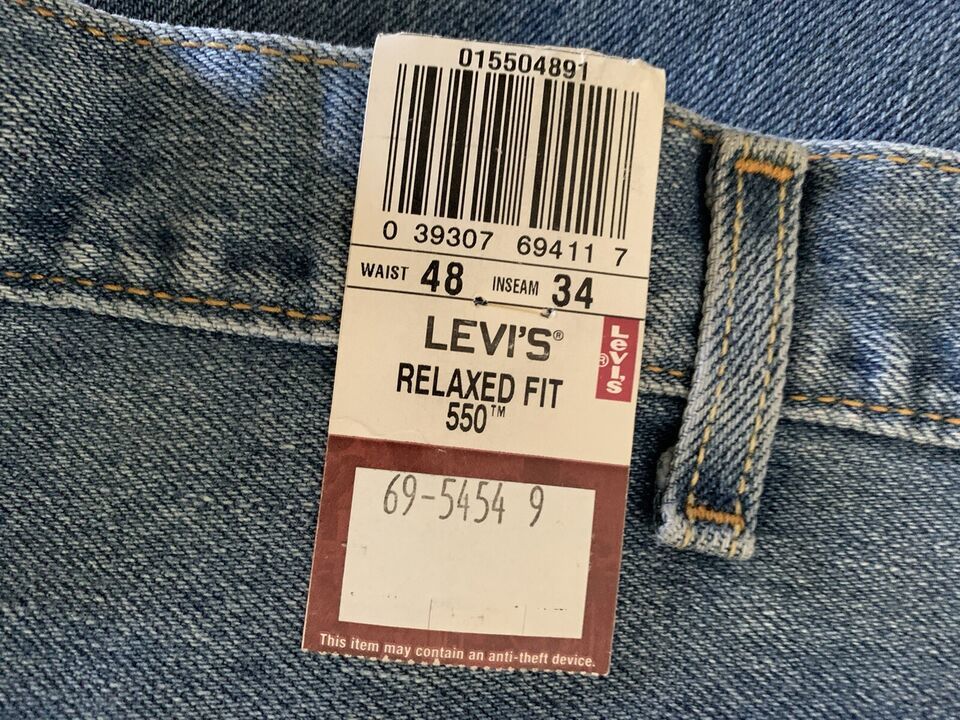 015504891
0 39307 69411 7
WAIST 48 INSEAM 34
LEVI'S®
Levi's®
RELAXED FIT
550™
69-5454 9
This item may contain an anti-theft device.